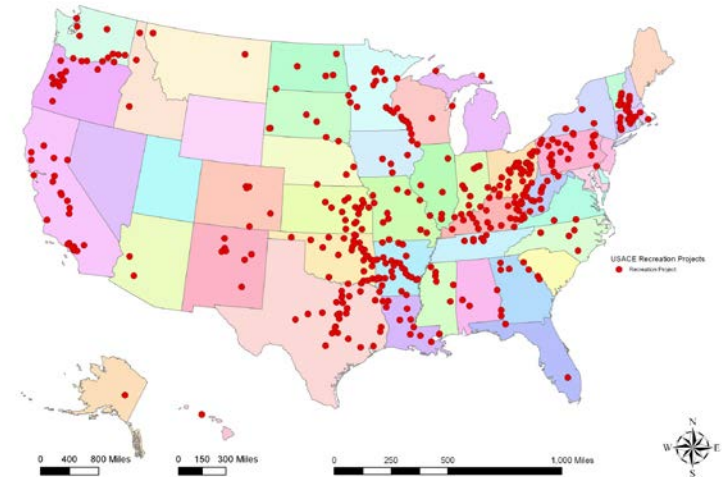 USACE Recreation Projects
Recreation Project
N
W
E
S
0 400 800 Miles
0 150 300 Miles
0 250 500 1,000 Miles